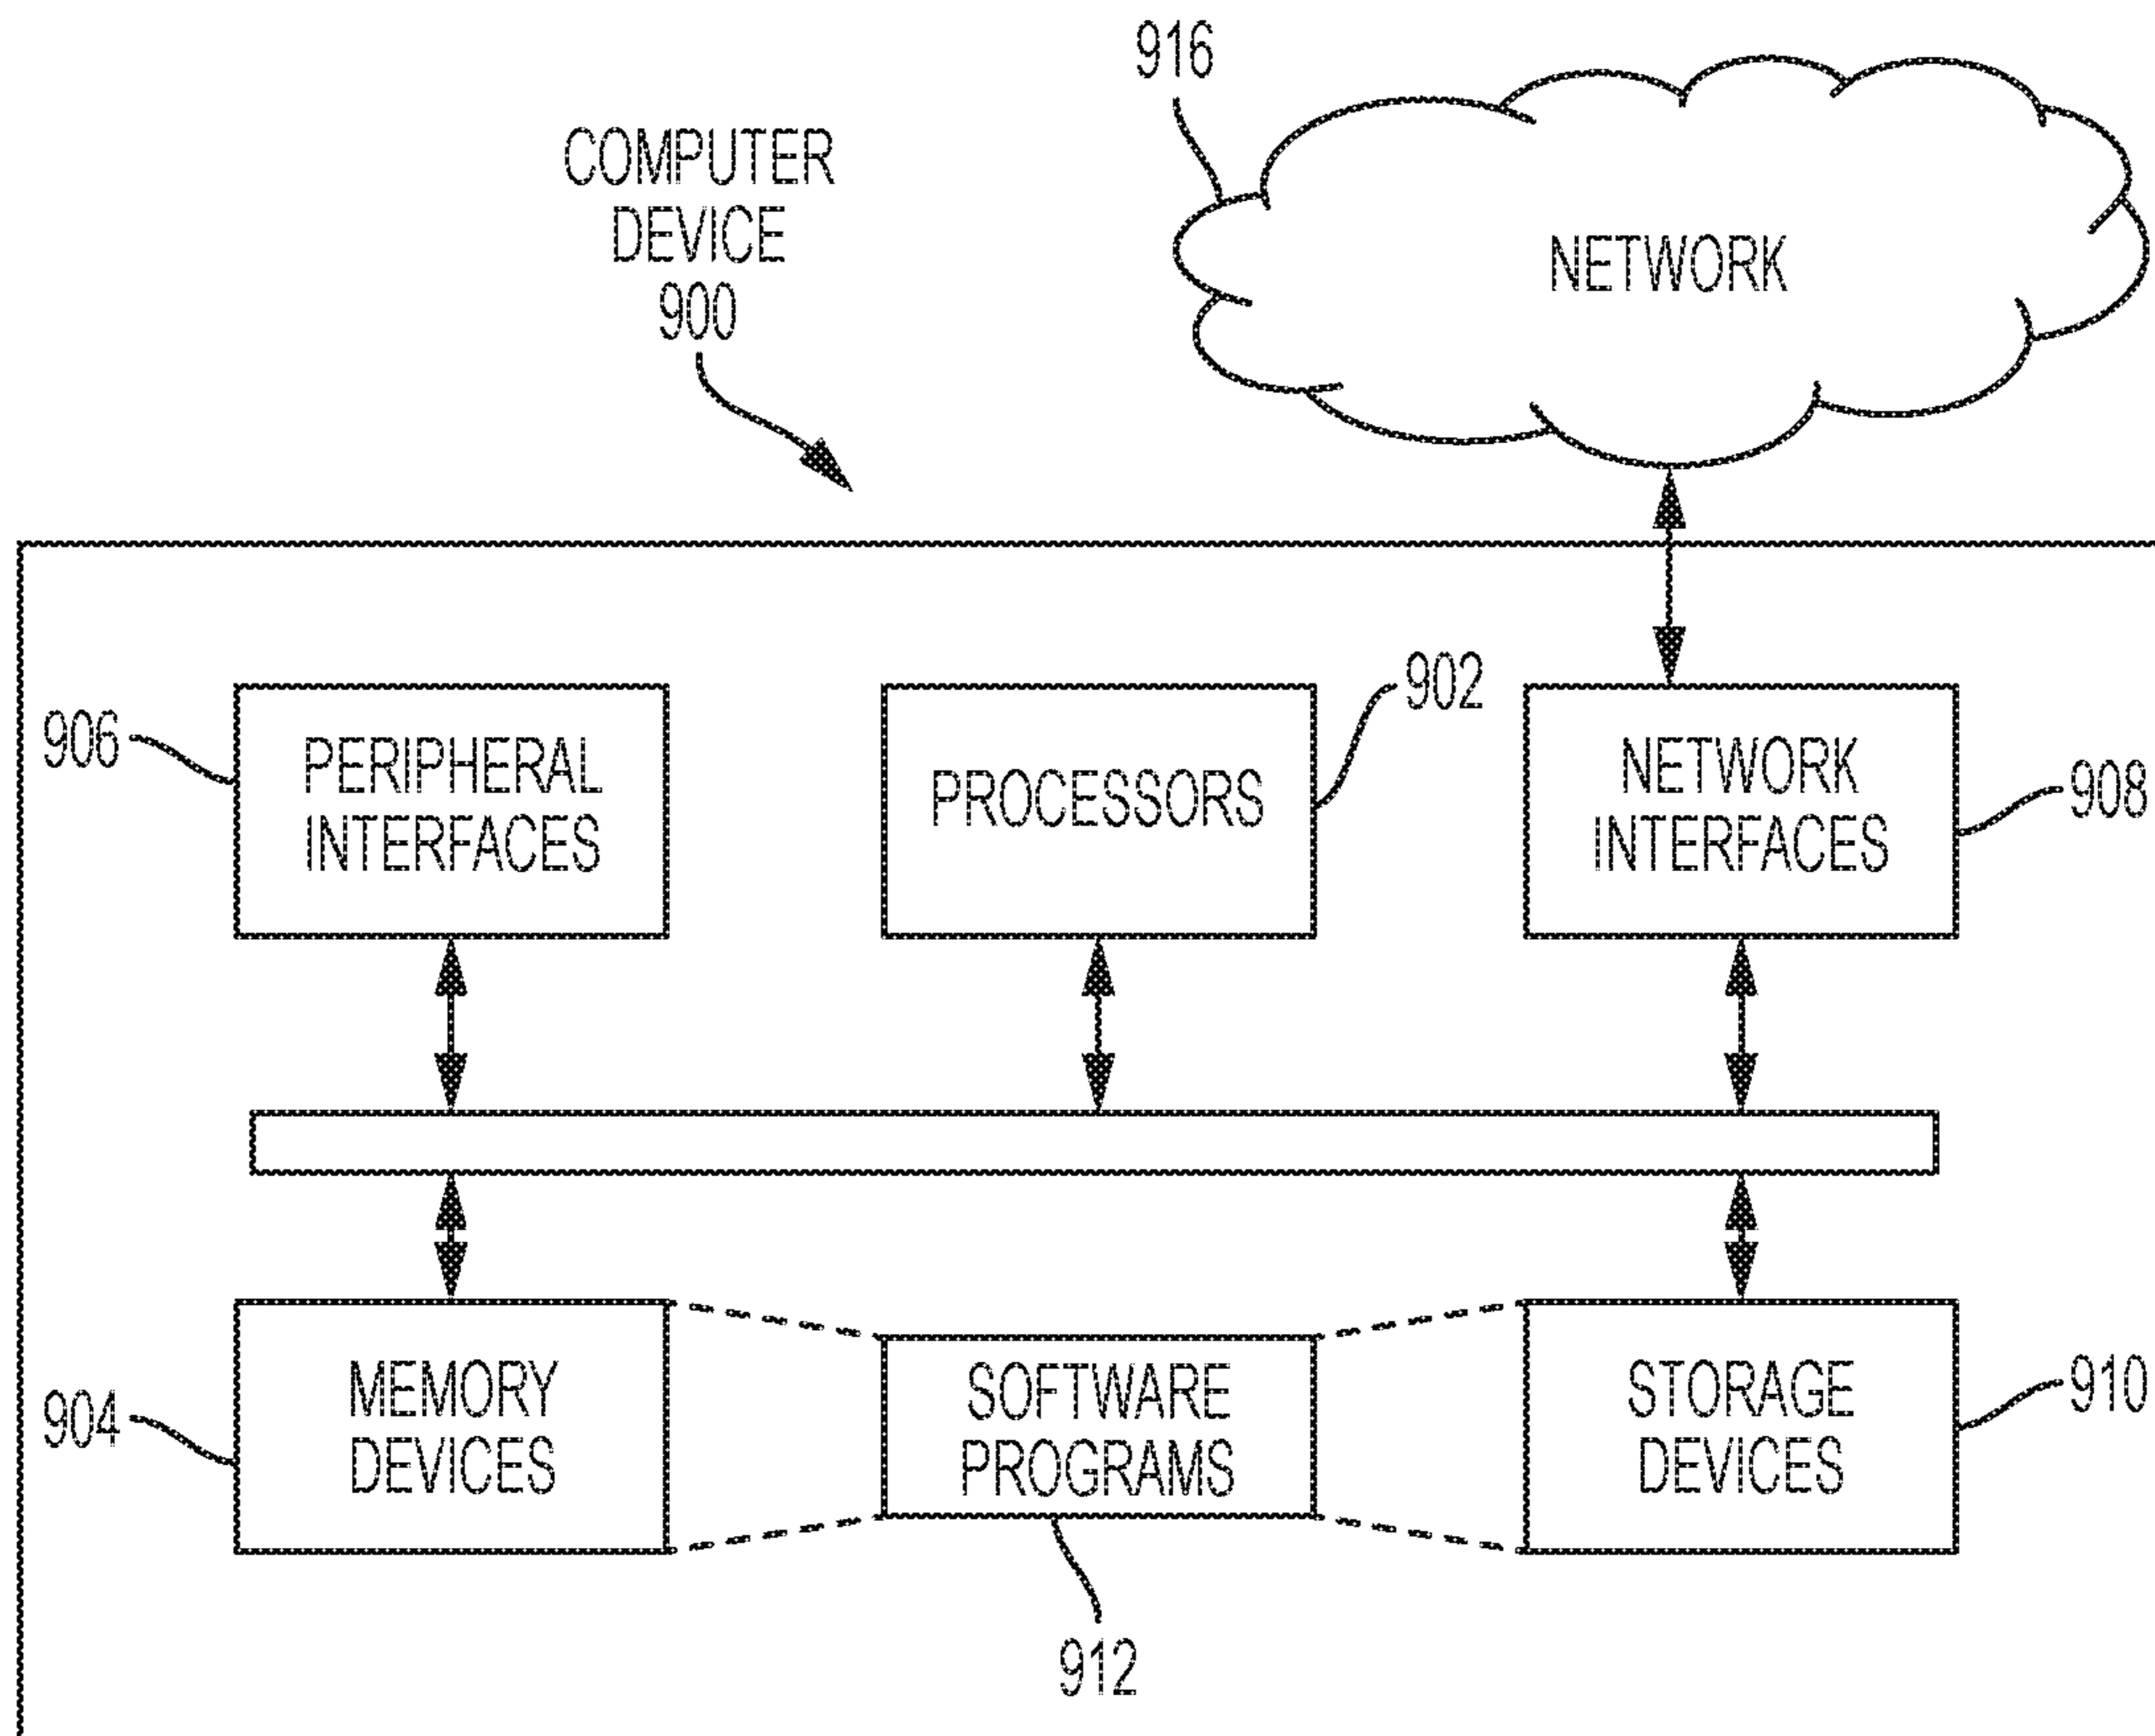 916
COMPUTER
DEVICE
900
NETWORK
906
PERIPHERAL
INTERFACES
PROCESSORS
902
NETWORK
INTERFACES
908
904
MEMORY
DEVICES
SOFTWARE
PROGRAMS
912
STORAGE
DEVICES
910